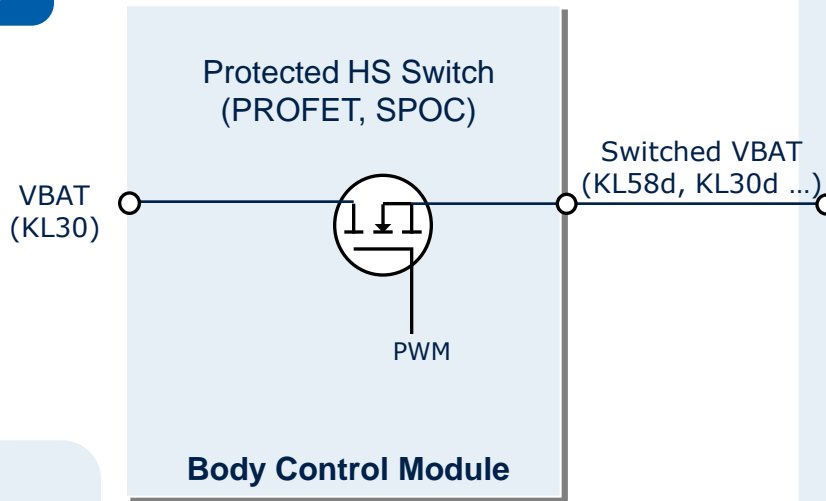 Protected HS Switch
(PROFET, SPOC)
Switched VBAT
(KL58d, KL30d ...)
VBAT
(KL30)
PWM
Body Control Module